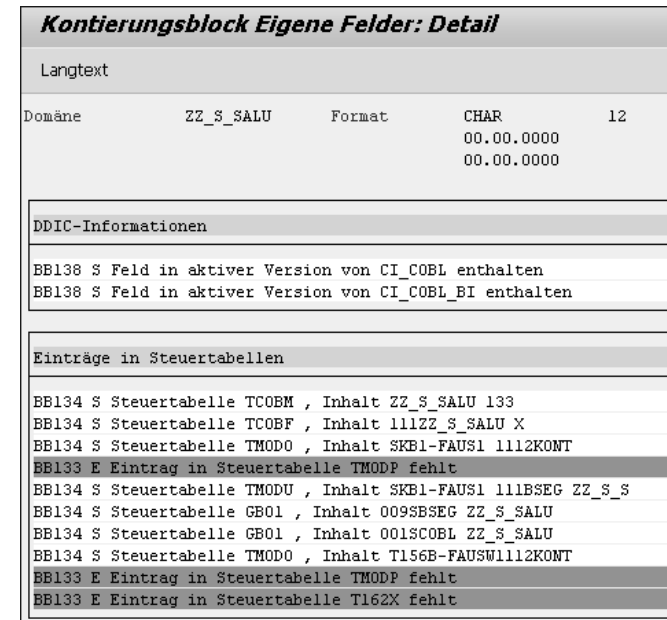 Kontierungsblock Eigene Felder: Detail
Langtext
Domäne ZZ_S_SALU Format CHAR 12
00.00.0000
00.00.0000
DDIC-Informationen
BB138 S Feld in aktiver Version von CI_COBL enthalten
BB138 S Feld in aktiver Version von CI_COBL_BI enthalten
Einträge in Steuertabellen
BB134 S Steuertabelle TCOBM , Inhalt ZZ_S_SALU 133
BB134 S Steuertabelle TCOBF , Inhalt 111ZZ_S_SALU X
BB134 S Steuertabelle TMODO , Inhalt SKB1-FAUS1 1112KONT
BB133 E Eintrag in Steuertabelle TMODP fehlt
BB134 S Steuertabelle TMODU , Inhalt SKB1-FAUS1 111BSEG ZZ_S_S
BB134 S Steuertabelle GB01 , Inhalt 009SBSEG ZZ_S_SALU
BB134 S Steuertabelle GB01 , Inhalt 001SCOBL ZZ_S_SALU
BB134 S Steuertabelle TMODO , Inhalt T156B-FAUSW1112KONT
BB133 E Eintrag in Steuertabelle TMODP fehlt
BB133 E Eintrag in Steuertabelle T162X fehlt